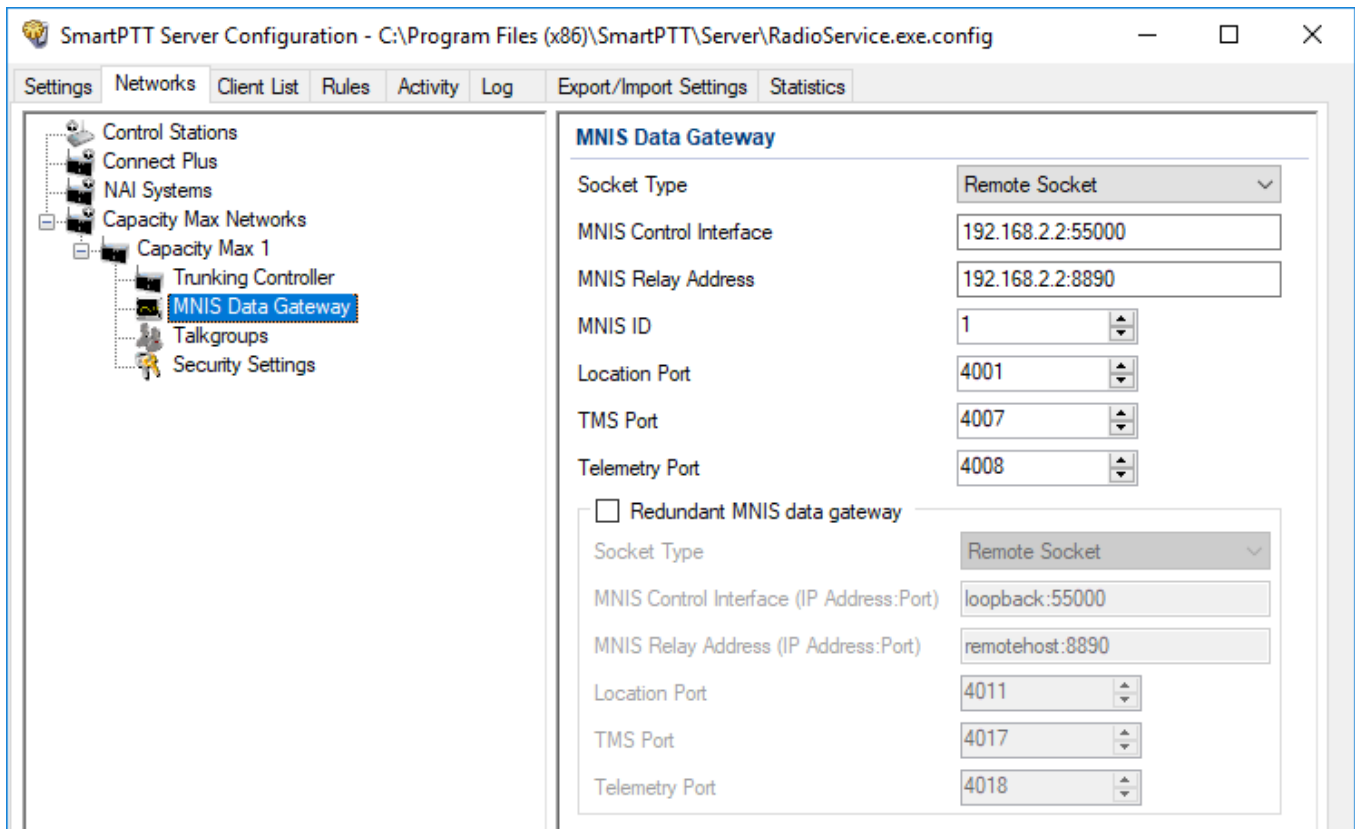 SmartPTT Server Configuration - C:\Program Files (x86)\SmartPTT\Server\RadioService.exe.config
Settings Networks Client List Rules Activity Log Export/Import Settings Statistics
Control Stations
Connect Plus
NAI Systems
Capacity Max Networks
Capacity Max 1
Trunking Controller
MNIS Data Gateway
Talkgroups
Security Settings
MNIS Data Gateway
Socket Type Remote Socket
MNIS Control Interface 192.168.2.2:55000
MNIS Relay Address 192.168.2.2:8890
MNIS ID 1
Location Port 4001
TMS Port 4007
Telemetry Port 4008
Redundant MNIS data gateway
Socket Type Remote Socket
MNIS Control Interface (IP Address:Port) loopback:55000
MNIS Relay Address (IP Address:Port) remotehost:8890
Location Port 4011
TMS Port 4017
Telemetry Port 4018